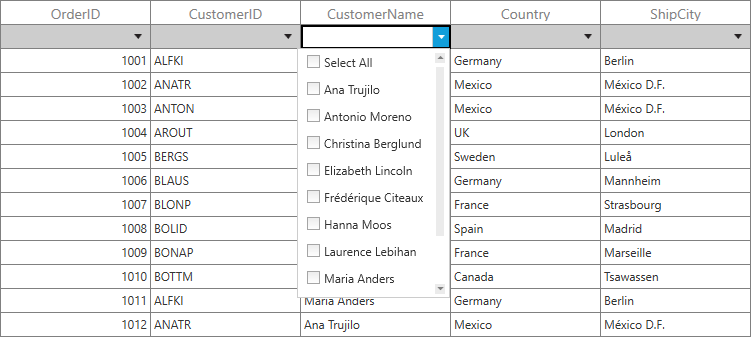 OrderID CustomerID CustomerName Country ShipCity
Select All
1001 ALFKI Germany Berlin
Ana Trujilo
1002 ANATR Mexico México D.F.
Antonio Moreno
1003 ANTON Mexico México D.F.
1004 AROUT UK London
Christina Berglund
1005 BERGS Sweden Luleå
Elizabeth Lincoln
1006 BLAUS Germany Mannheim
Frédérique Citeaux
1007 BLONP France Strasbourg
Hanna Moos
1008 BOLID Spain Madrid
Laurence Lebihan
1009 BONAP France Marseille
Maria Anders
1010 BOTTM Canada Tsawassen
1011 ALFKI Maria Anders Germany Berlin
1012 ANATR Ana Trujilo Mexico México D.F.